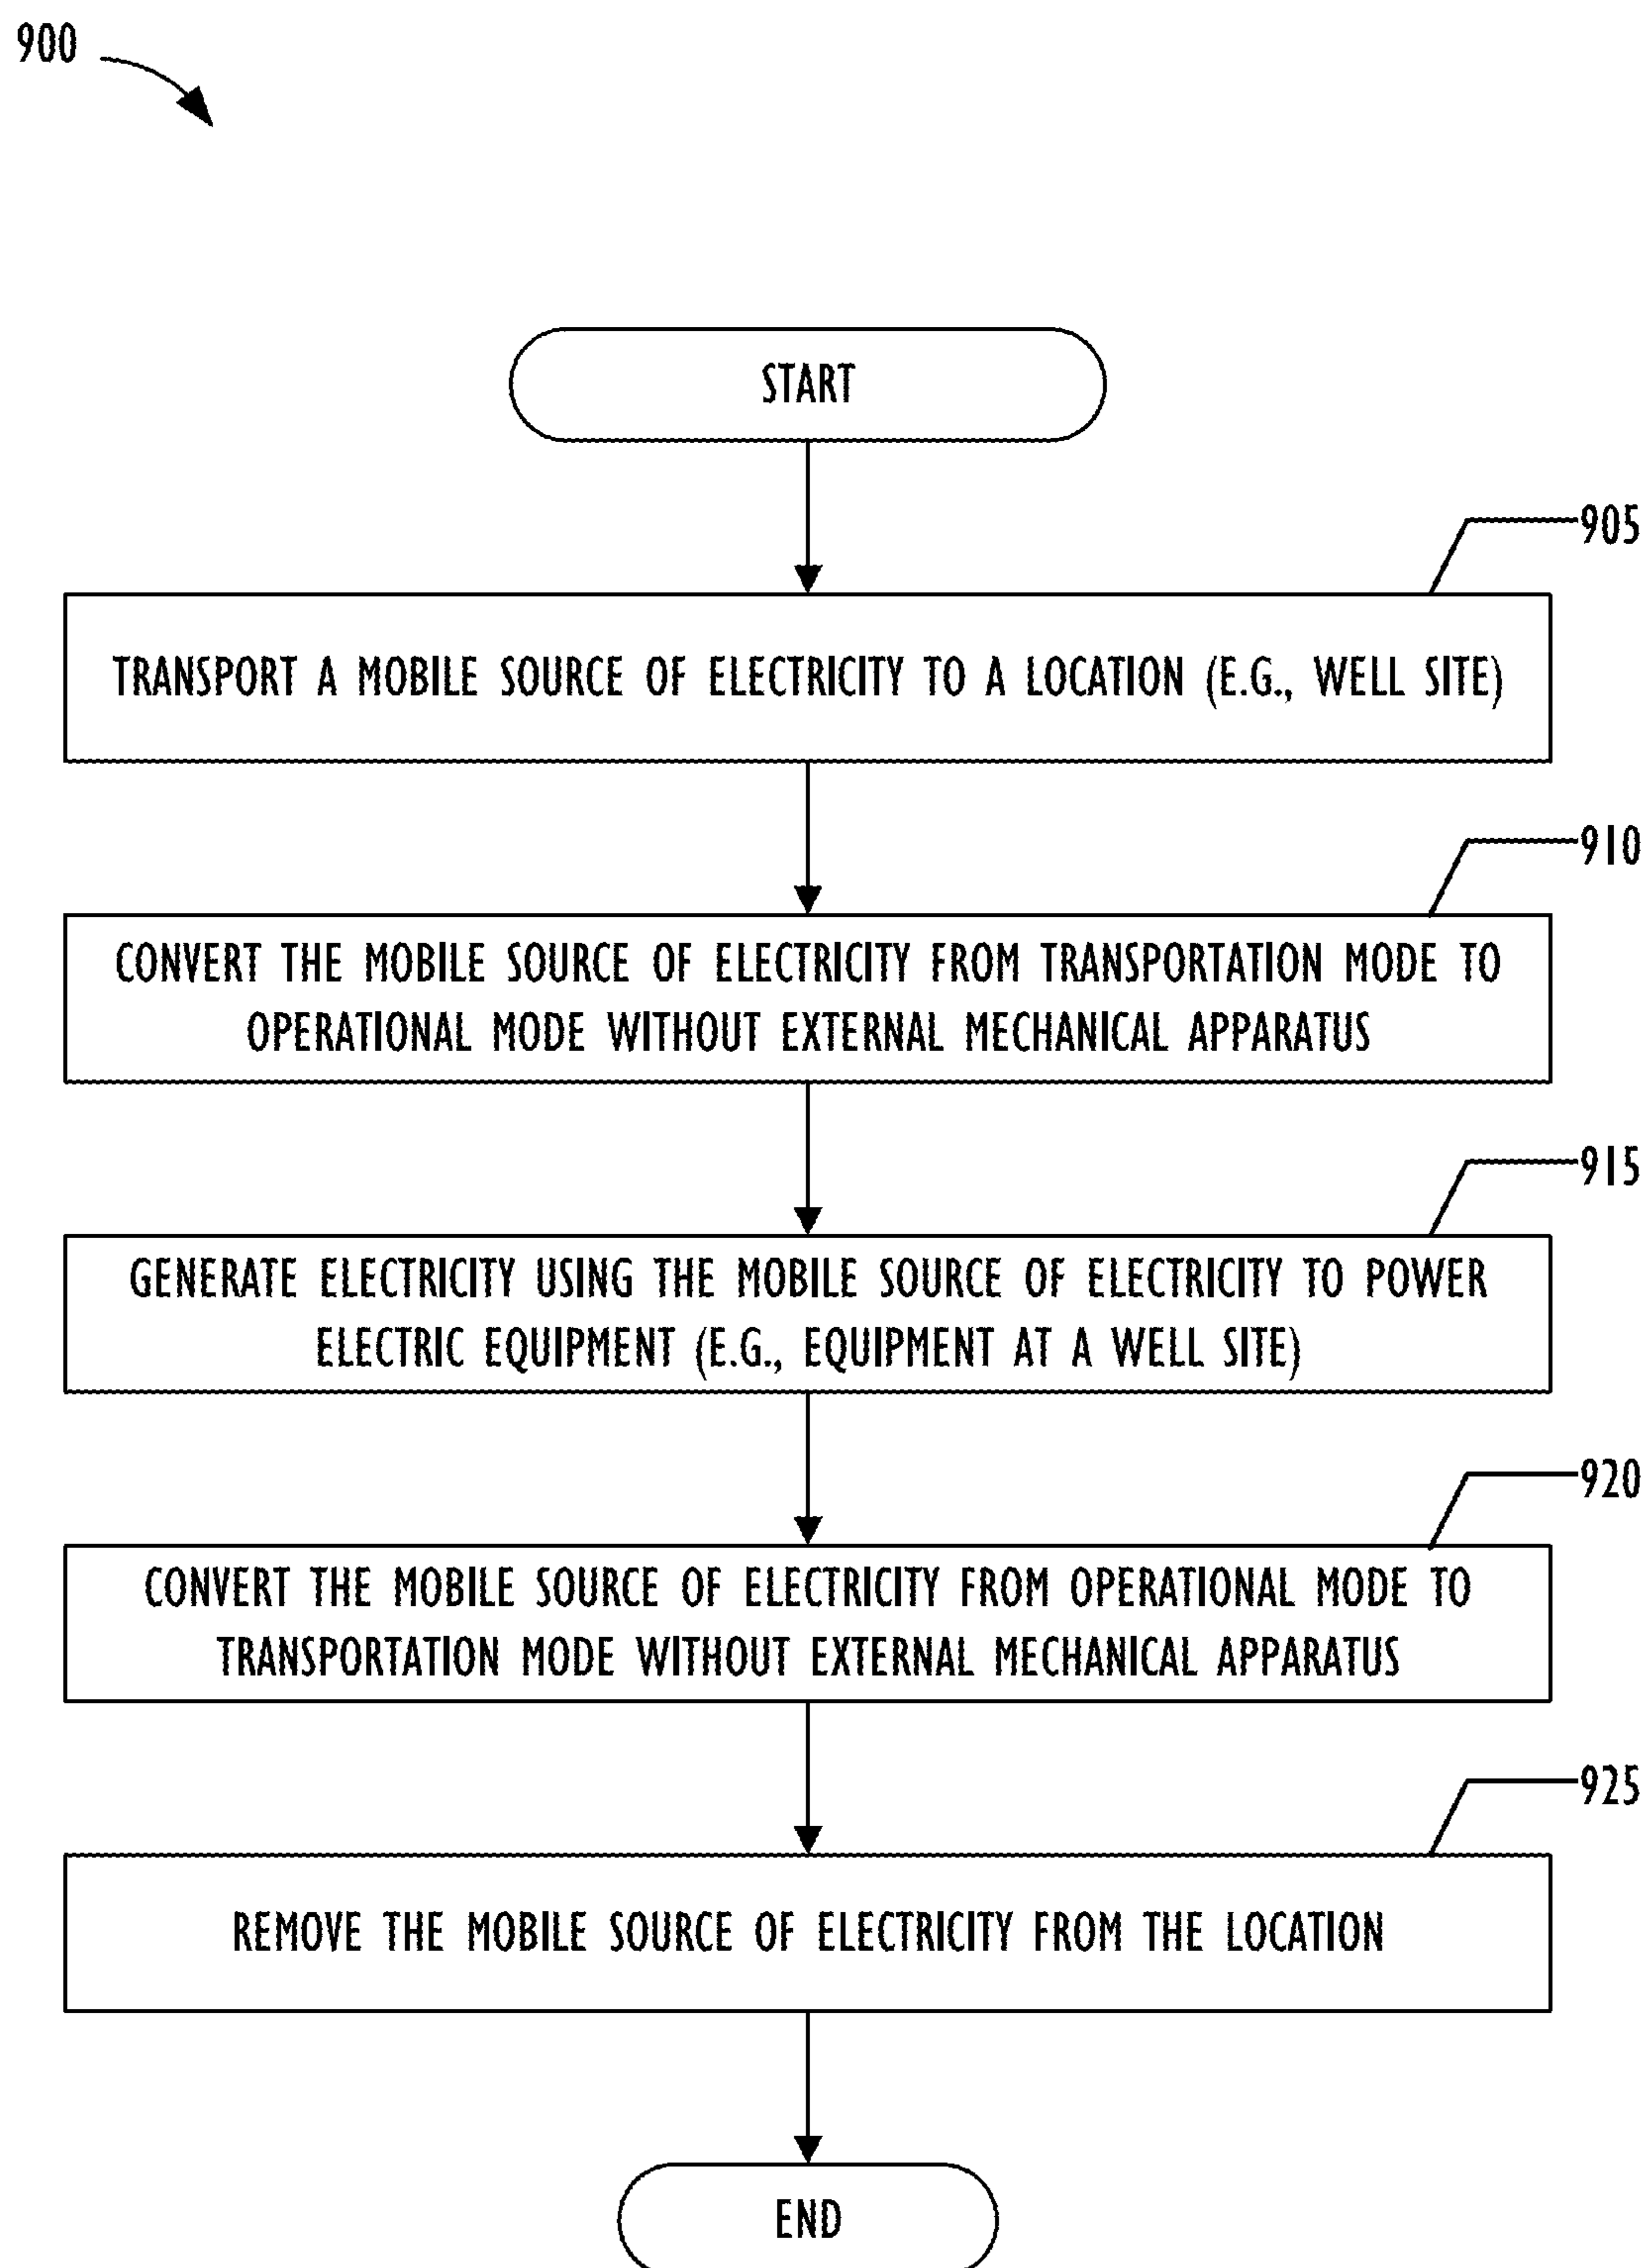 900
START
905
TRANSPORT A MOBILE SOURCE OF ELECTRICITY TO A LOCATION (E.G., WELL SITE)
910
CONVERT THE MOBILE SOURCE OF ELECTRICITY FROM TRANSPORTATION MODE TO
OPERATIONAL MODE WITHOUT EXTERNAL MECHANICAL APPARATUS
915
GENERATE ELECTRICITY USING THE MOBILE SOURCE OF ELECTRICITY TO POWER
ELECTRIC EQUIPMENT (E.G., EQUIPMENT AT A WELL SITE)
920
CONVERT THE MOBILE SOURCE OF ELECTRICITY FROM OPERATIONAL MODE TO
TRANSPORTATION MODE WITHOUT EXTERNAL MECHANICAL APPARATUS
925
REMOVE THE MOBILE SOURCE OF ELECTRICITY FROM THE LOCATION
END